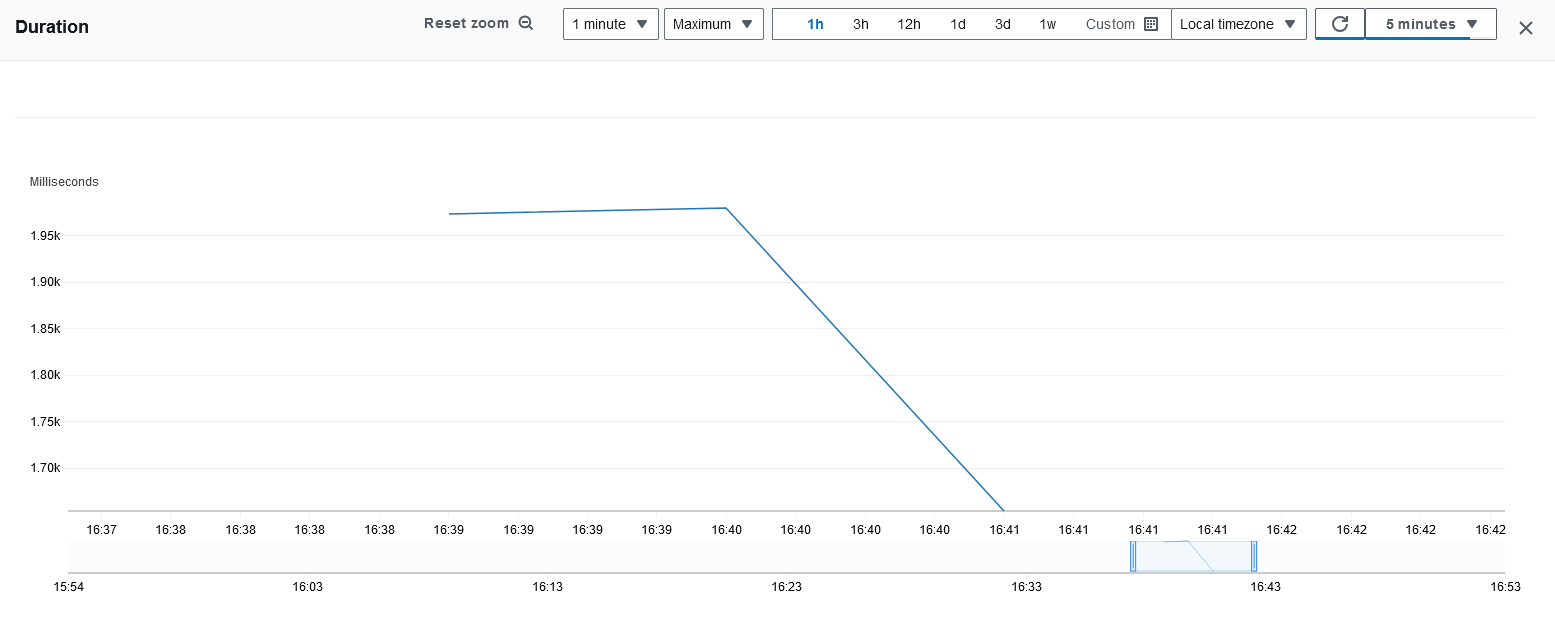 Duration
Reset zoom 1 minute Maximum 1h 3h 12h 1d 3d 1w Custom Local timezone 5 minutes
Milliseconds
1.95k
1.90k
1.85k
1.80k
1.75k
1.70k
16:37 16:38 16:38 16:38 16:38 16:39 16:39 16:39 16:39 16:40 16:40 16:40 16:40 16:41 16:41 16:41 16:41 16:42 16:42 16:42 16:42
15:54 16:03 16:13 16:23 16:33 16:43 16:53